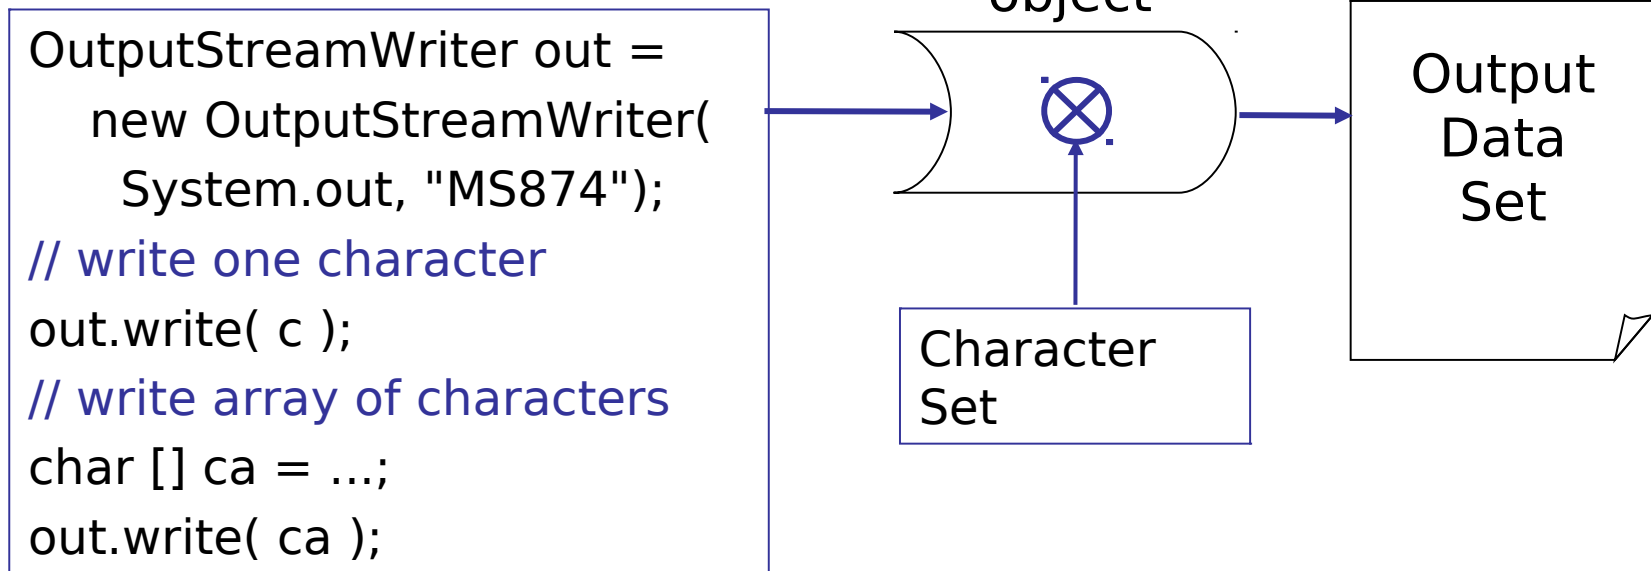 OutputStreamWriter out =
new OutputStreamWriter(
System.out, "MS874");
// write one character
out.write( c );
// write array of characters
char [] ca = ...;
out.write( ca );
object
Character
Set
Output
Data
Set